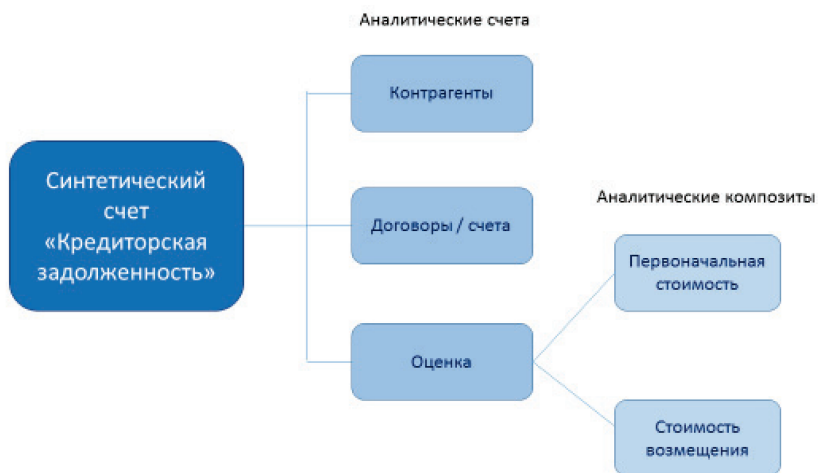 Аналитические счета
Контрагенты
Синтетический
счет
«Кредиторская
задолженность»
Договоры / счета
Аналитические композиты
Первоначальная
стоимость
Оценка
Стоимость
возмещения